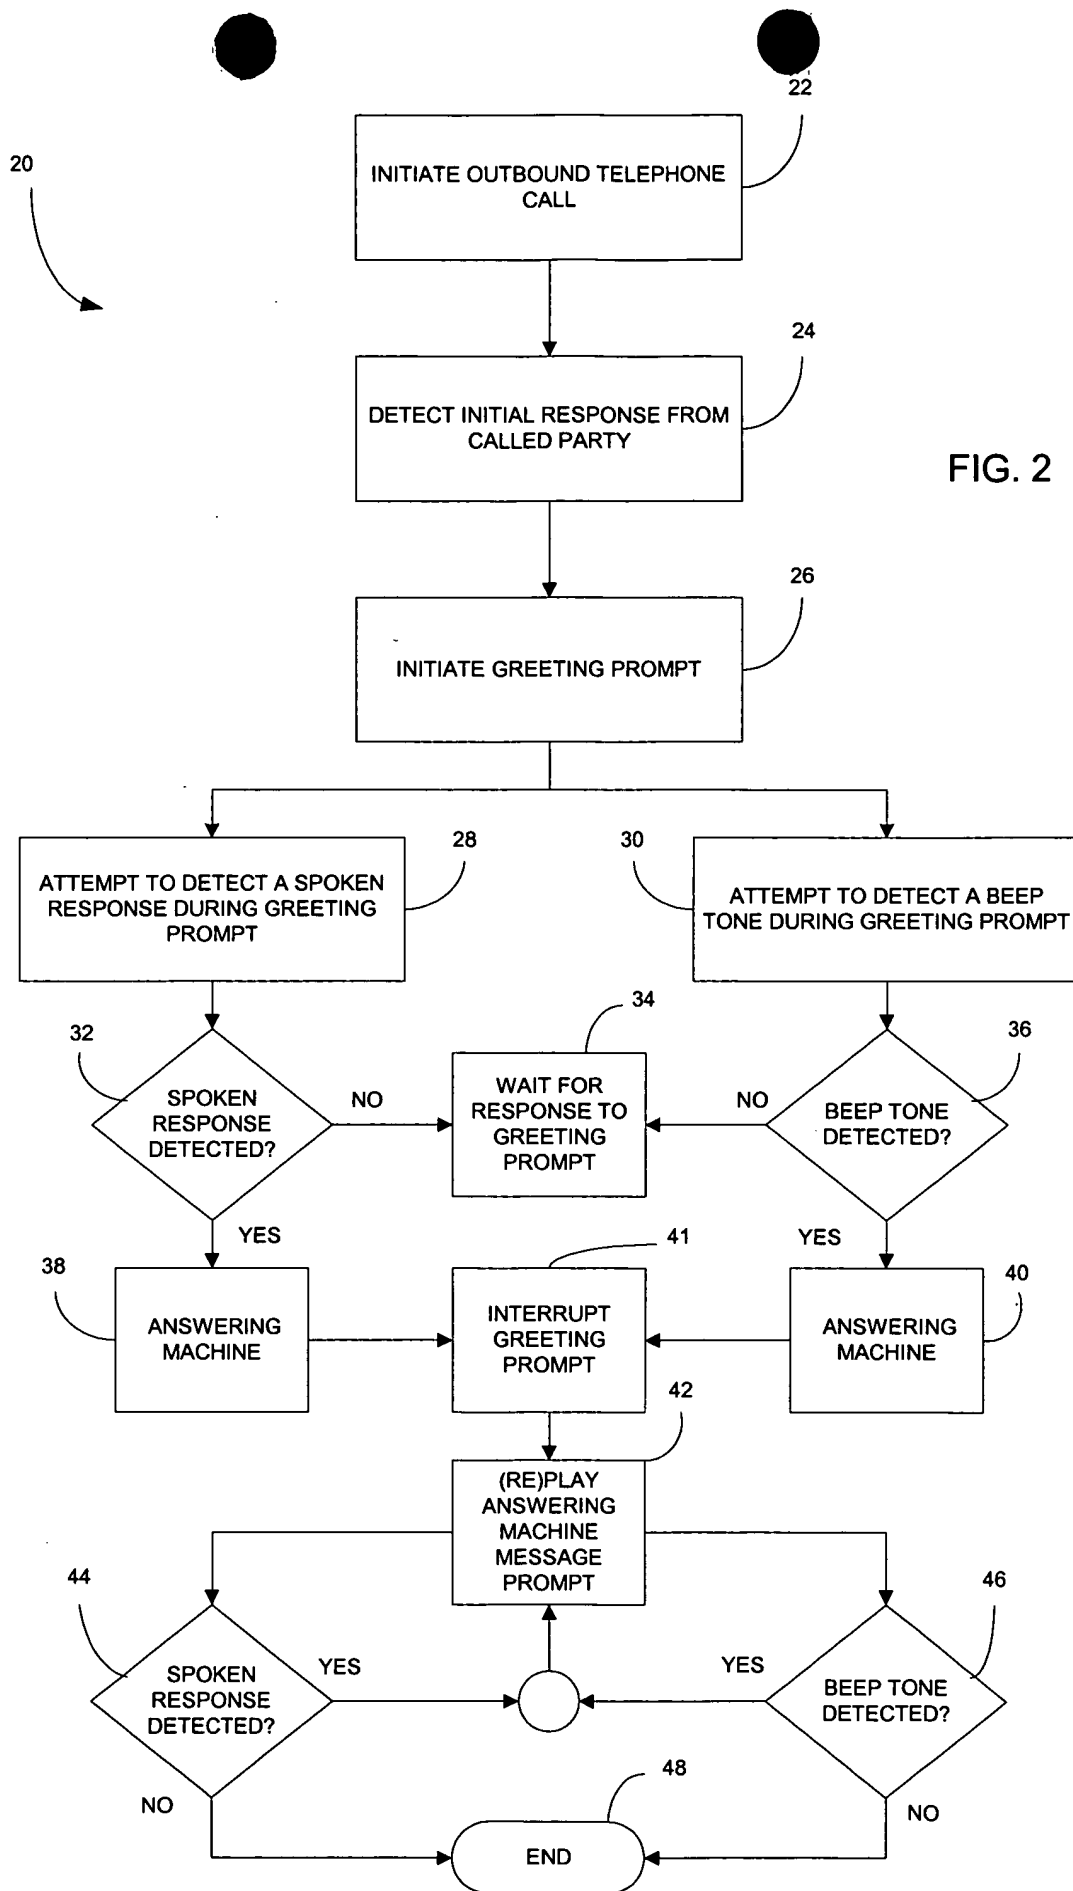 22
INITIATE OUTBOUND TELEPHONE
CALL
20
24
DETECT INITIAL RESPONSE FROM
CALLED PARTY
FIG. 2
26
INITIATE GREETING PROMPT
28
ATTEMPT TO DETECT A SPOKEN
RESPONSE DURING GREETING
PROMPT
30
ATTEMPT TO DETECT A BEEP
TONE DURING GREETING PROMPT
32
SPOKEN
RESPONSE
DETECTED?
NO
34
WAIT FOR
RESPONSE TO
GREETING
PROMPT
NO
36
BEEP TONE
DETECTED?
YES
YES
38
ANSWERING
MACHINE
41
INTERRUPT
GREETING
PROMPT
40
ANSWERING
MACHINE
42
(RE)PLAY
ANSWERING
MACHINE
MESSAGE
PROMPT
44
SPOKEN
RESPONSE
DETECTED?
YES
46
YES
BEEP TONE
DETECTED?
NO
NO
48
END